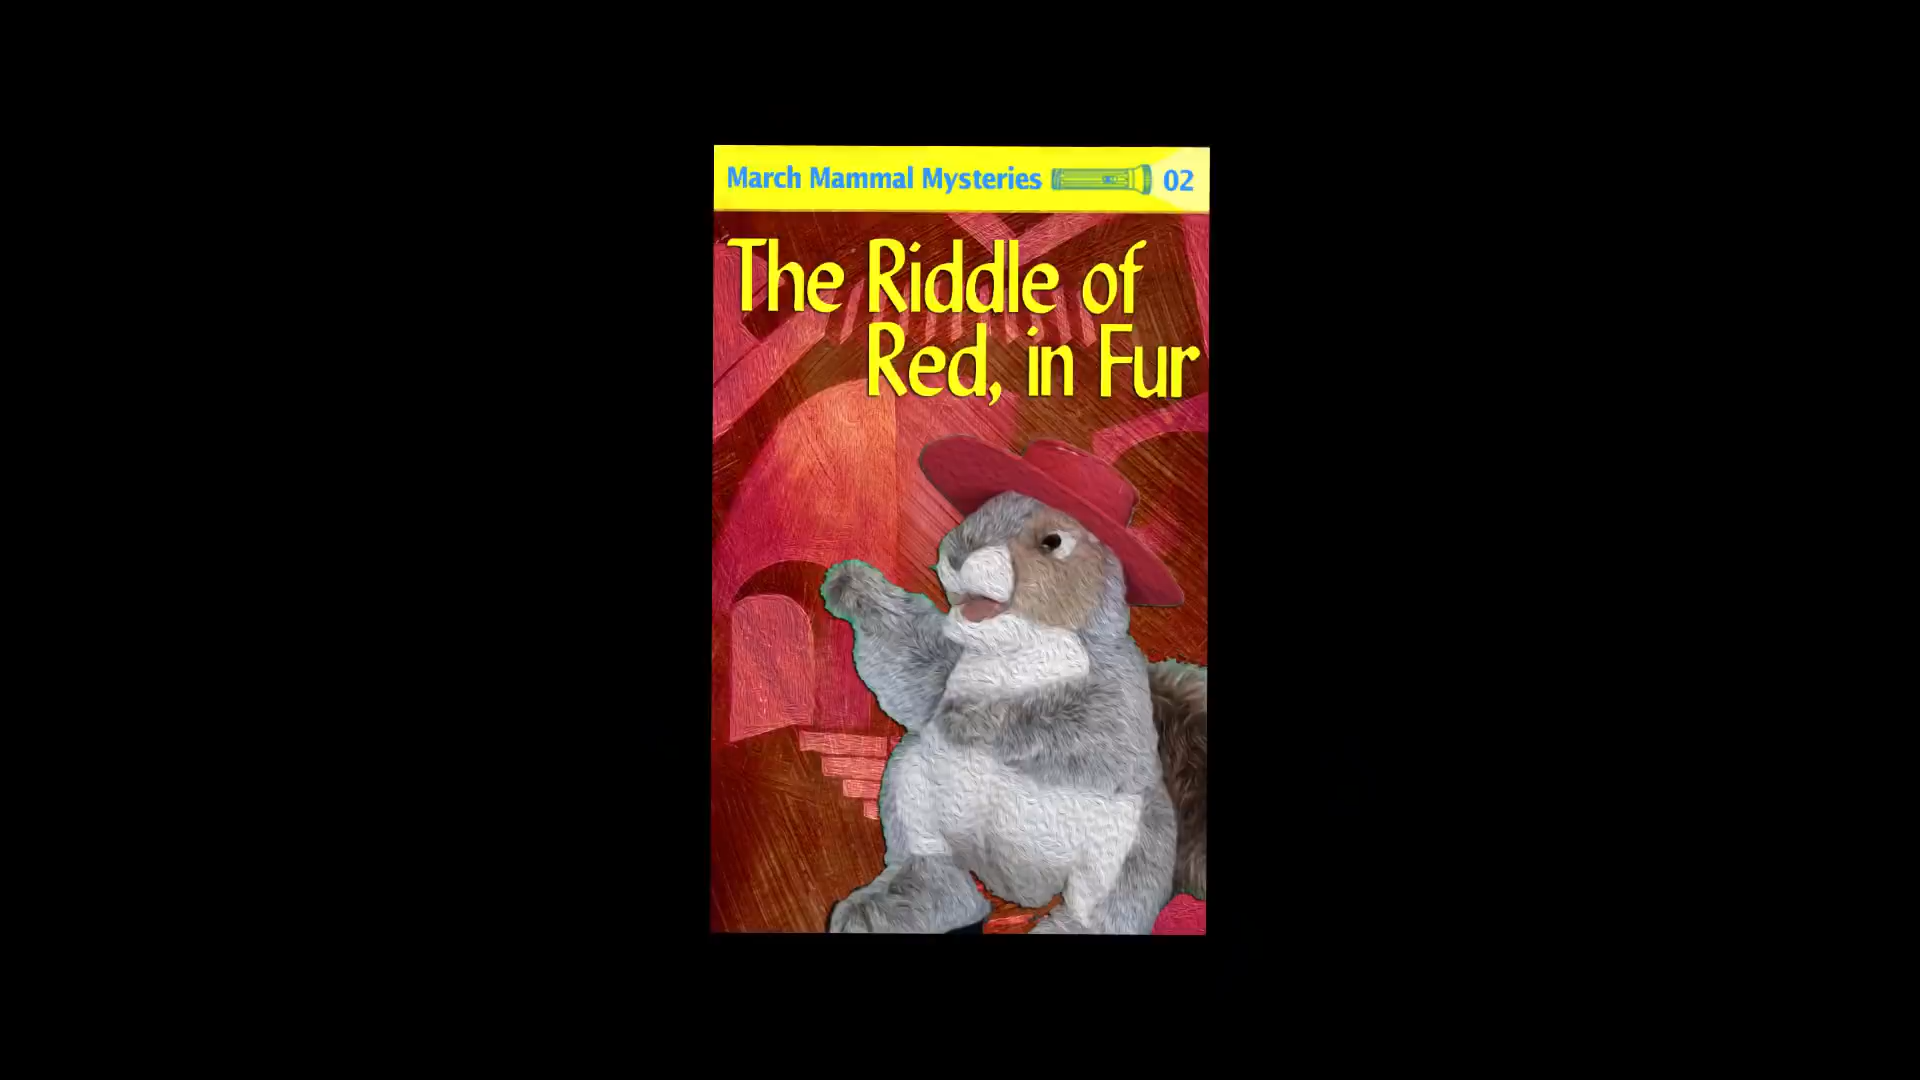 March Mammal Mysteries 02
The Riddle of
Red, in Fur